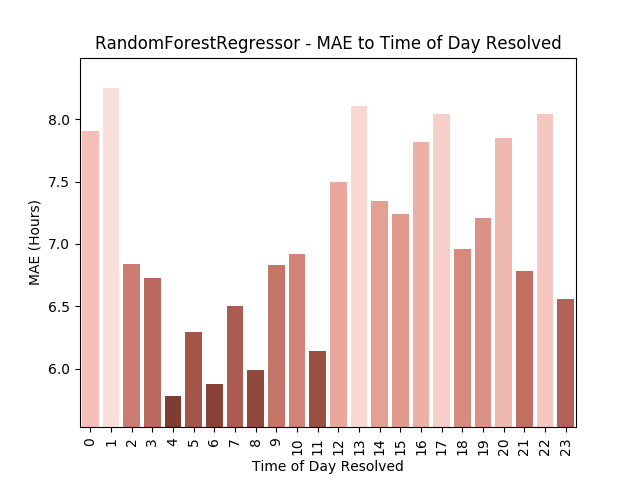 RandomForestRegressor - MAE to Time of Day Resolved
MAE (Hours)
8.0
7.5
7.0
6.5
6.0
0 1 2 3 4 5 6 7 8 9 10 11 12 13 14 15 16 17 18 19 20 21 22 23
Time of Day Resolved